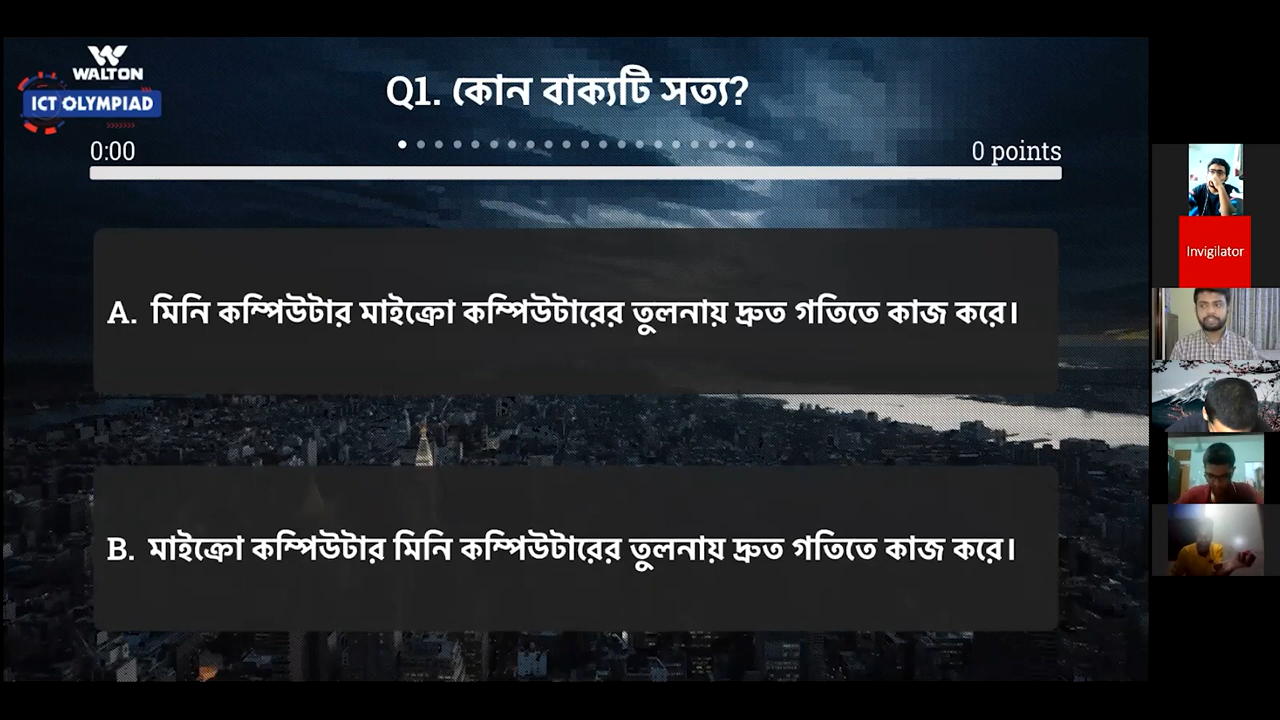 WALTON
ICT OLYMPIAD
Q1. কোন বাক্যটি সত্য?
0:00
0 points
A. মিনি কম্পিউটার মাইক্রো কম্পিউটারের তুলনায় দ্রুত গতিতে কাজ করে।
Invigilator
B. মাইক্রো কম্পিউটার মিনি কম্পিউটারের তুলনায় দ্রুত গতিতে কাজ করে।